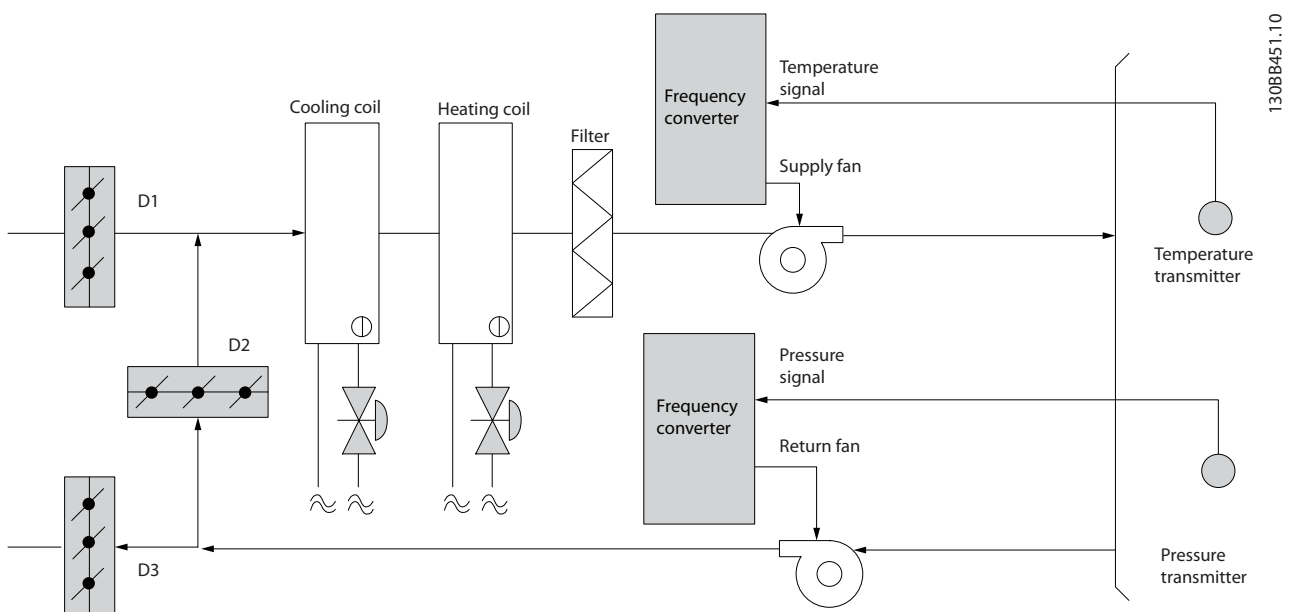 130BB451.10
Temperature
signal
Frequency
converter
Cooling coil
Heating coil
Filter
Supply fan
D1
Temperature
transmitter
D2
Pressure
signal
Frequency
converter
Return fan
D3
Pressure
transmitter